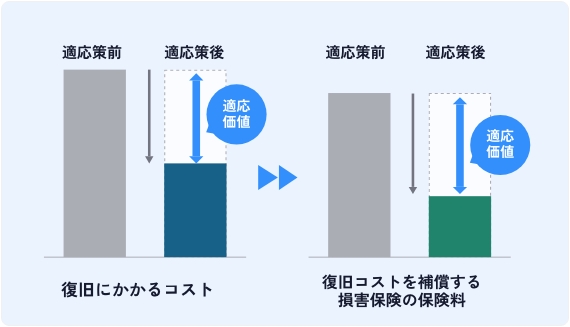 適応策前
適応策後
適応
価値
復旧にかかるコスト
適応策前
適応策後
適応
価値
復旧コストを補償する
損害保険の保険料